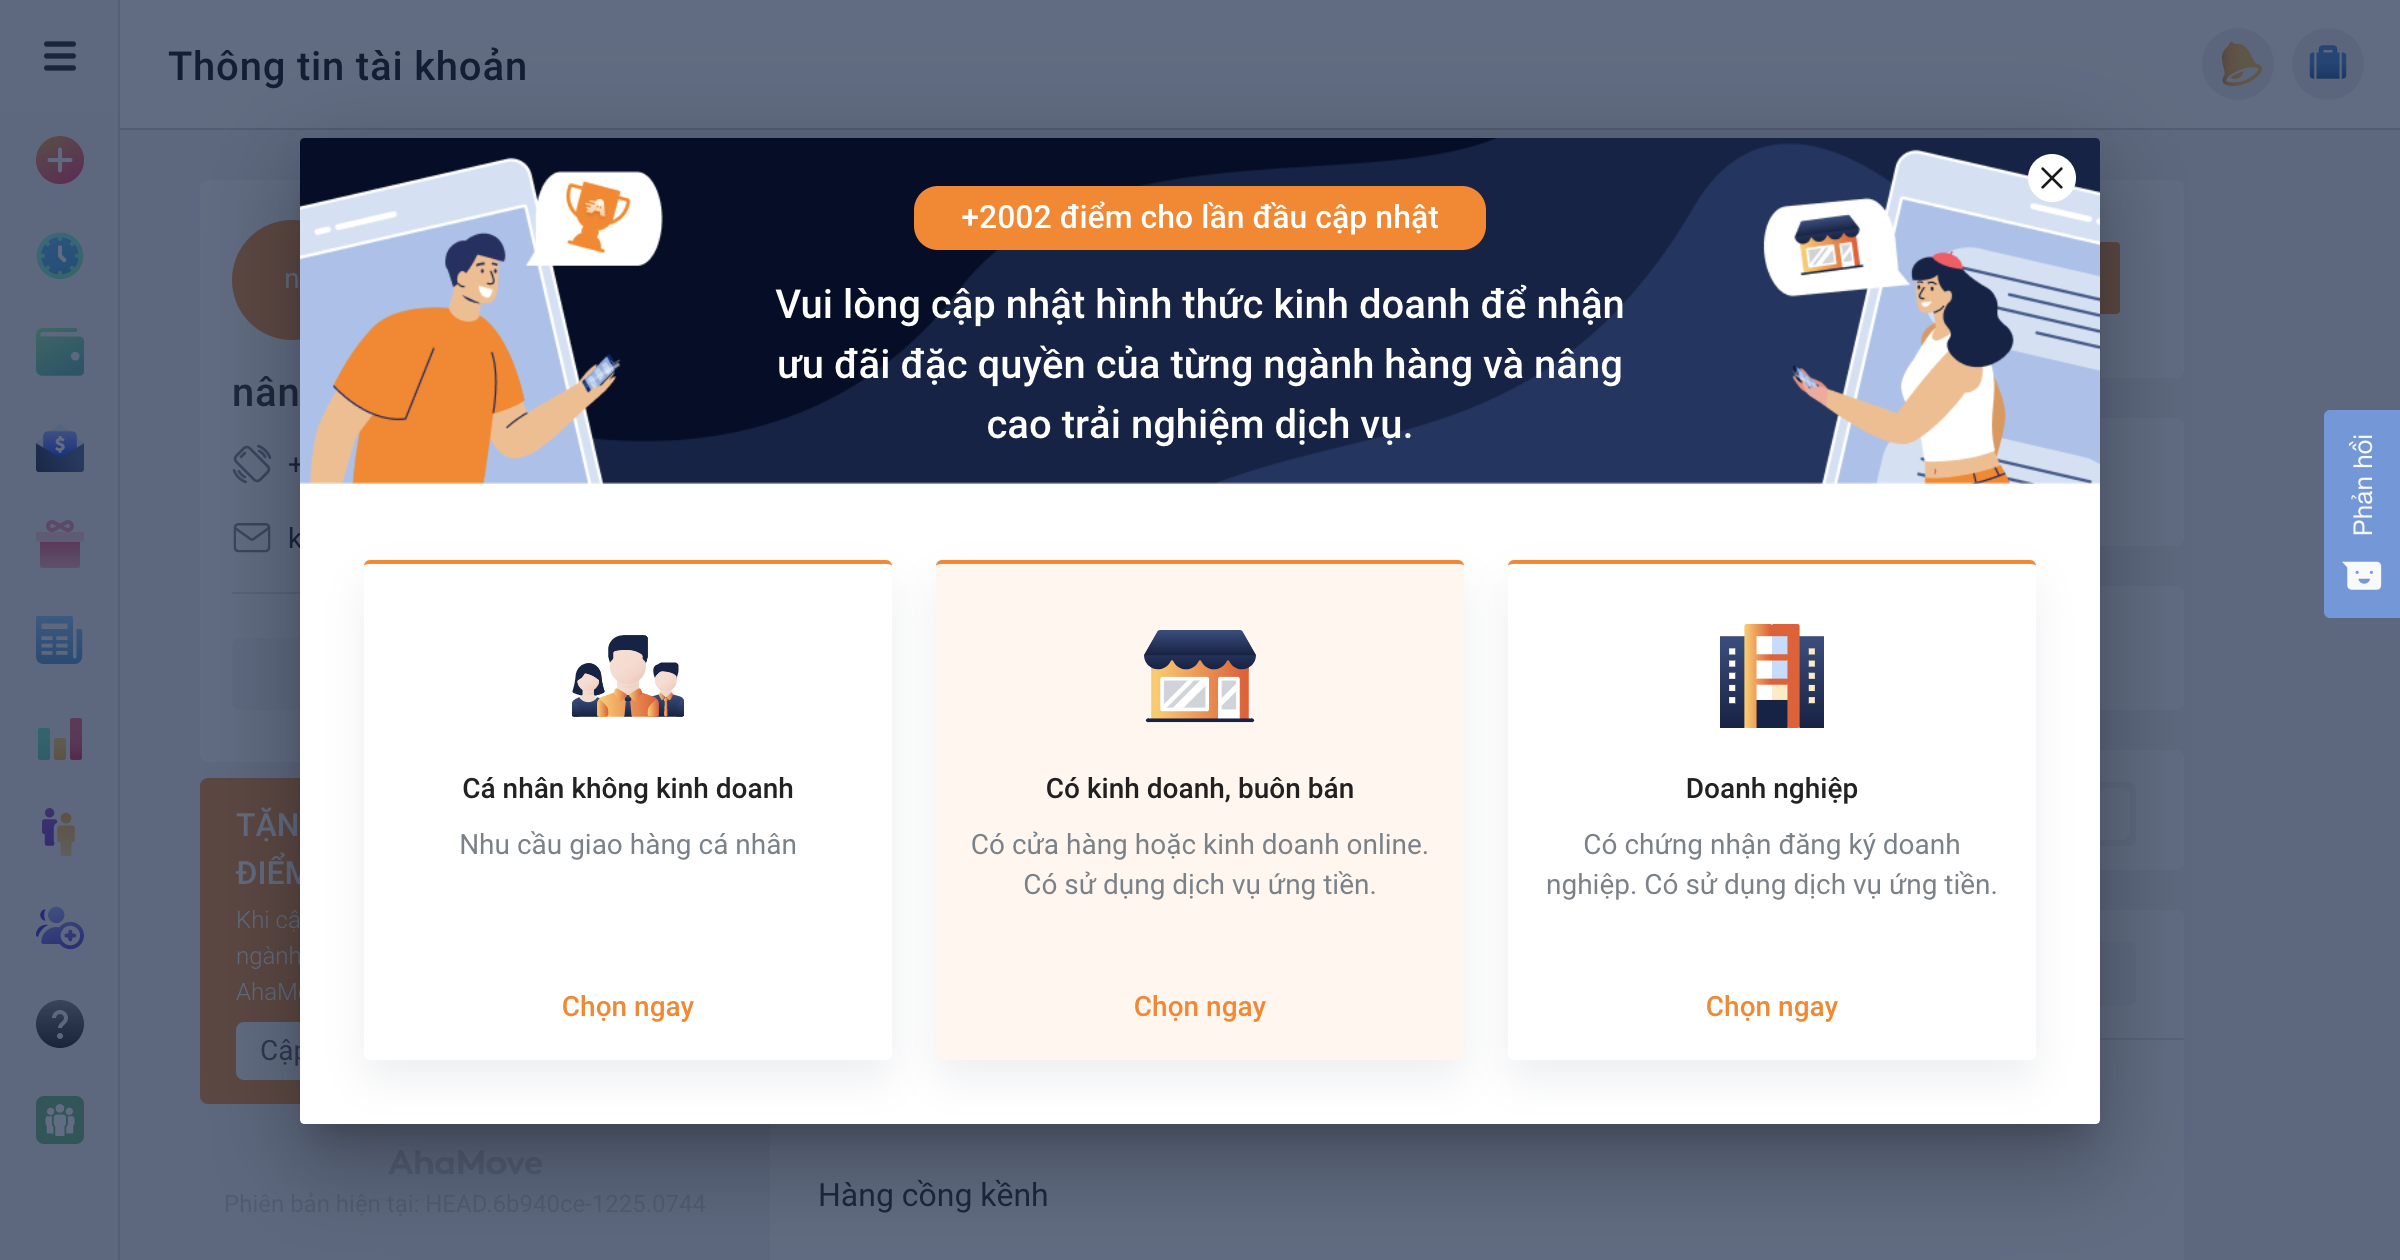 Thông tin tài khoản
+2002 điểm cho lần đầu cập nhật
Vui lòng cập nhật hình thức kinh doanh để nhận
ưu đãi đặc quyền của từng ngành hàng và nâng
cao trải nghiệm dịch vụ.
Cá nhân không kinh doanh
Nhu cầu giao hàng cá nhân
Chọn ngay
Có kinh doanh, buôn bán
Có cửa hàng hoặc kinh doanh online.
Có sử dụng dịch vụ ứng tiền.
Chọn ngay
Doanh nghiệp
Có chứng nhận đăng ký doanh
nghiệp. Có sử dụng dịch vụ ứng tiền.
Chọn ngay
Phản hồi
nân
TẶN
ĐIỂM
Khi cậ
ngành
AhaM
Cập
AhaMove
Phiên bản hiện tại: HEAD.6b940ce-1225.0744
Hàng cồng kềnh